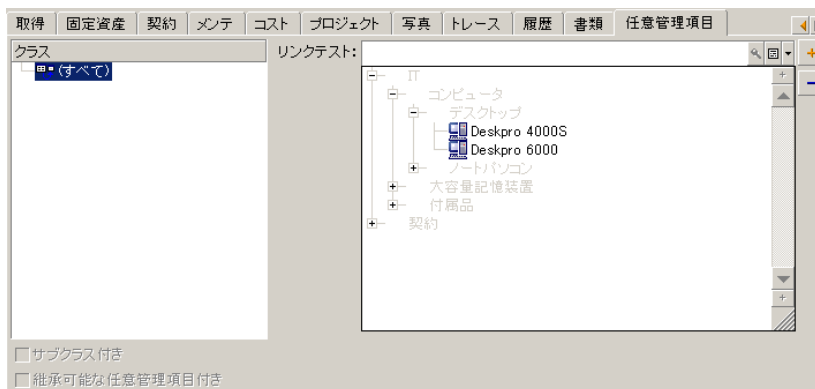 取得 固定資産 契約 メンテ コスト プロジェクト 写真 トレース 履歴 書類 任意管理項目
クラス
(すべて)
リンクテスト:
IT
コンピュータ
デスクトップ
Deskpro 4000S
Deskpro 6000
ノートパソコン
大容量記憶装置
付属品
契約
サブクラス付き
継承可能な任意管理項目付き